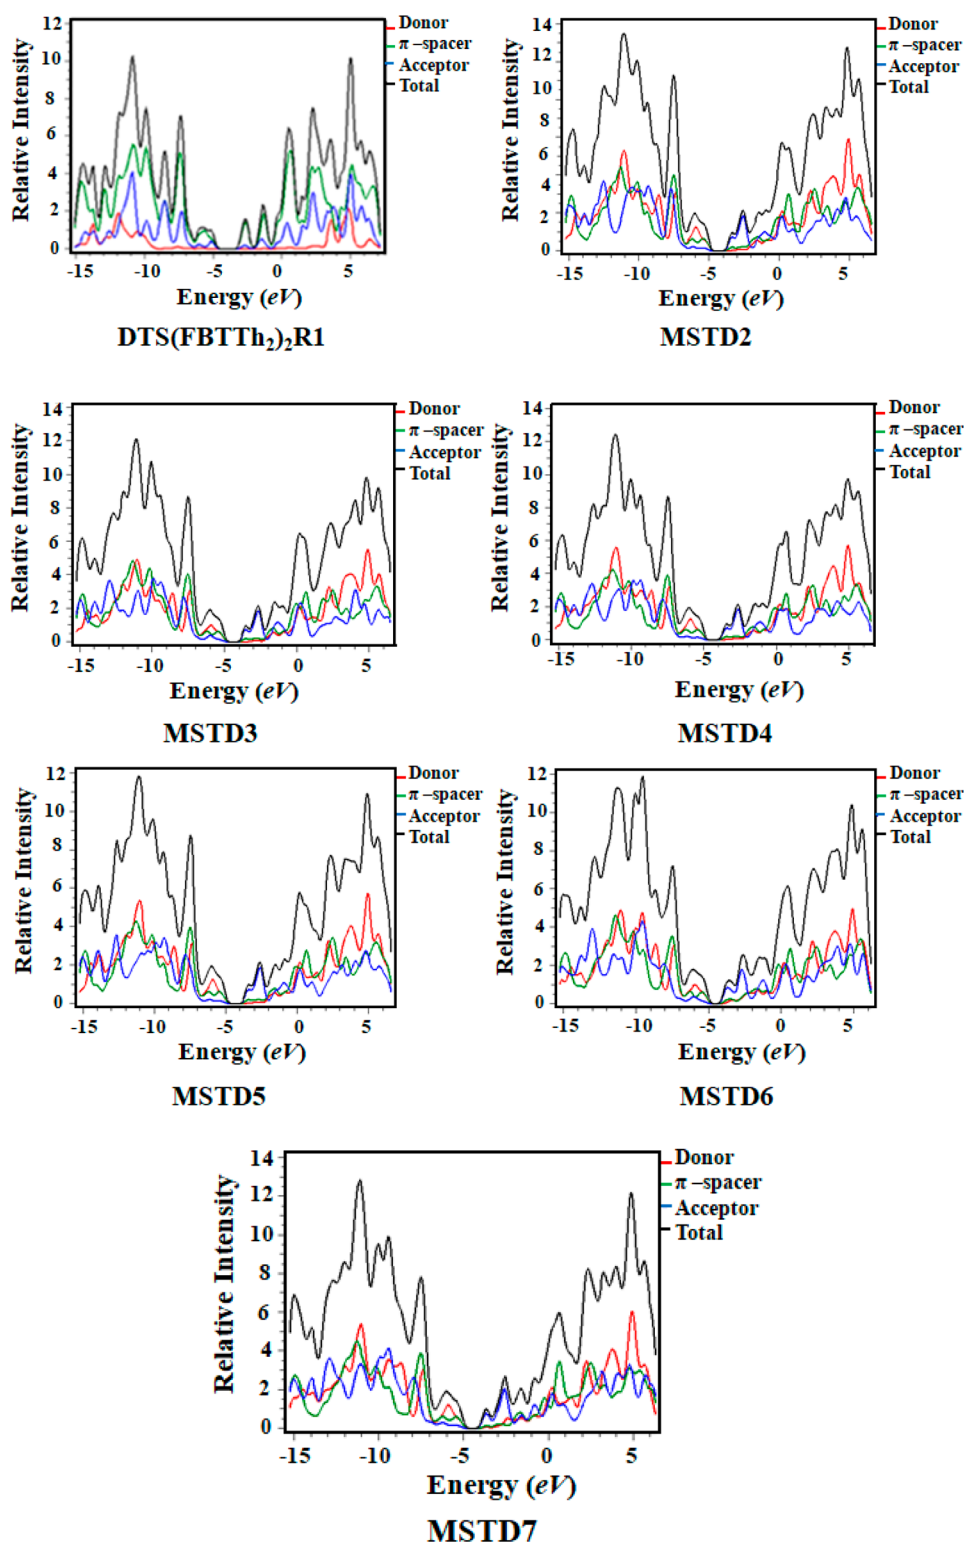 12
10
8
6
4
2
0
Relative Intensity
-15
-10
-5
0
5
Energy (eV)
Donor
π –spacer
Acceptor
Total
DTS(FBTTh₂)₂R1
14
12
10
8
6
4
2
0
Relative Intensity
-15
-10
-5
0
5
Energy (eV)
Donor
π –spacer
Acceptor
Total
MSTD2
14
12
10
8
6
4
2
0
Relative Intensity
-15
-10
-5
0
5
Energy (eV)
Donor
π –spacer
Acceptor
Total
MSTD3
14
12
10
8
6
4
2
0
Relative Intensity
-15
-10
-5
0
5
Energy (eV)
Donor
π –spacer
Acceptor
Total
MSTD4
12
10
8
6
4
2
0
Relative Intensity
-15
-10
-5
0
5
Energy (eV)
Donor
π –spacer
Acceptor
Total
MSTD5
12
10
8
6
4
2
0
Relative Intensity
-15
-10
-5
0
5
Energy (eV)
Donor
π –spacer
Acceptor
Total
MSTD6
14
12
10
8
6
4
2
0
Relative Intensity
-15
-10
-5
0
5
Energy (eV)
Donor
π –spacer
Acceptor
Total
MSTD7